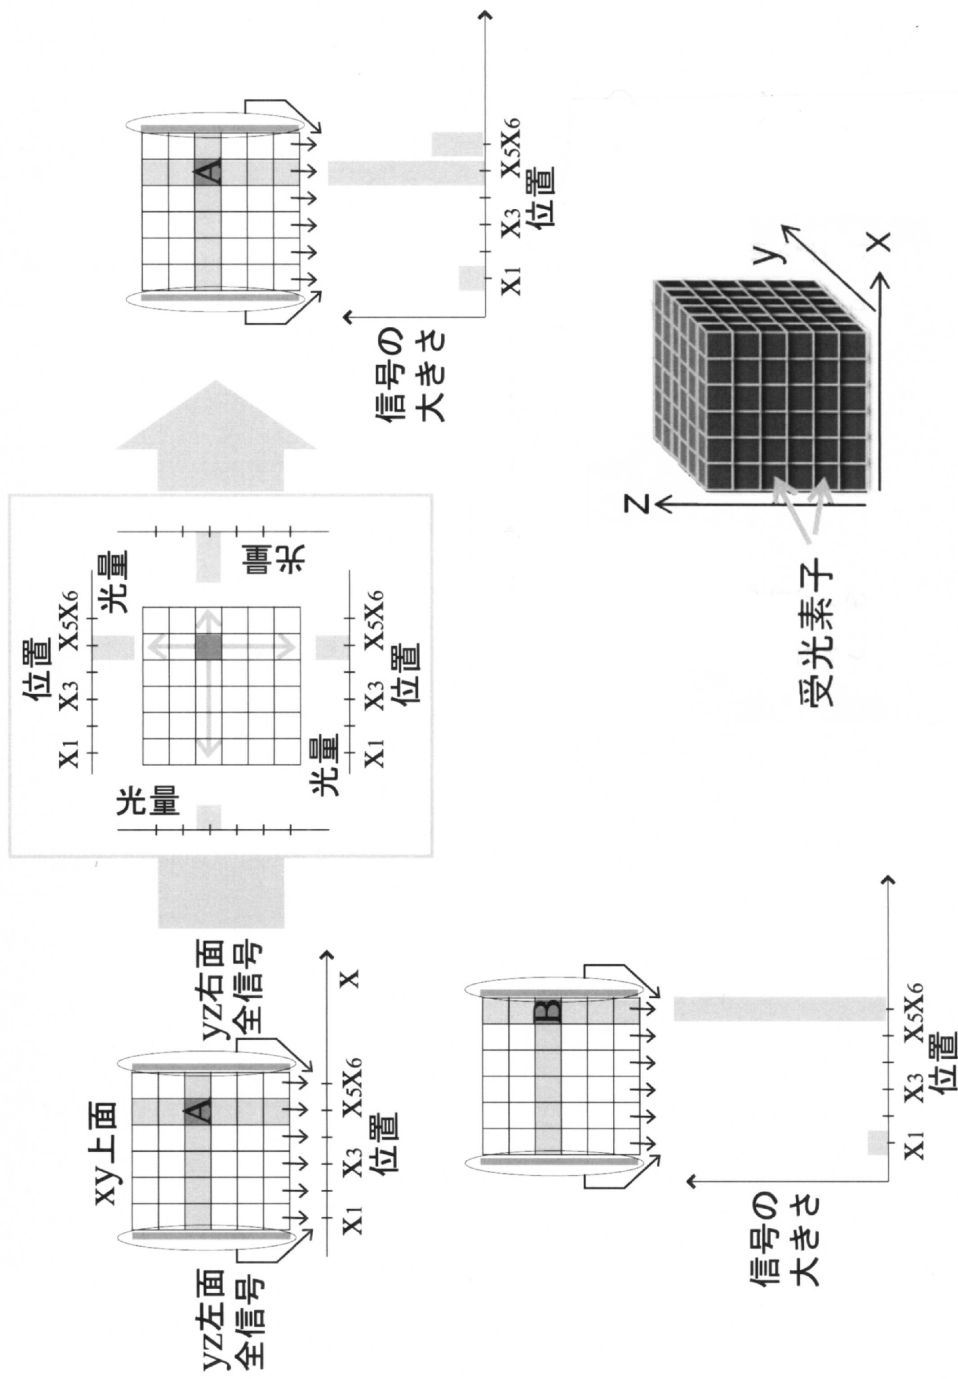 xy上面
yz左面
全信号
A
yz右面
全信号
X1 X3 X5X6 X
位置
位置
X1 X3 X5X6
光量
光量
光量
光量
X1 X3 X5X6
位置
A
信号の
大きさ
X1 X3 X5X6
位置
B
信号の
大きさ
X1 X3 X5X6
位置
受光素子
Z
y
X